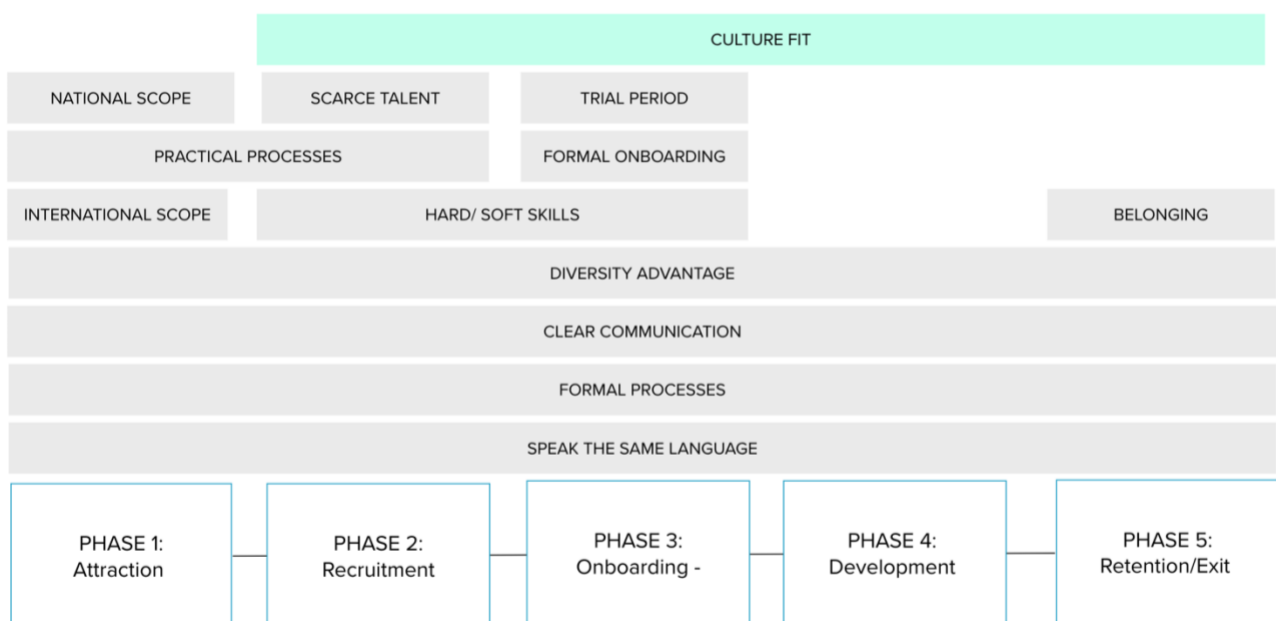 CULTURE FIT
NATIONAL SCOPE
SCARCE TALENT
TRIAL PERIOD
PRACTICAL PROCESSES
FORMAL ONBOARDING
INTERNATIONAL SCOPE
HARD/ SOFT SKILLS
BELONGING
DIVERSITY ADVANTAGE
CLEAR COMMUNICATION
FORMAL PROCESSES
SPEAK THE SAME LANGUAGE
PHASE 1:
Attraction
PHASE 2:
Recruitment
PHASE 3:
Onboarding -
PHASE 4:
Development
PHASE 5:
Retention/Exit